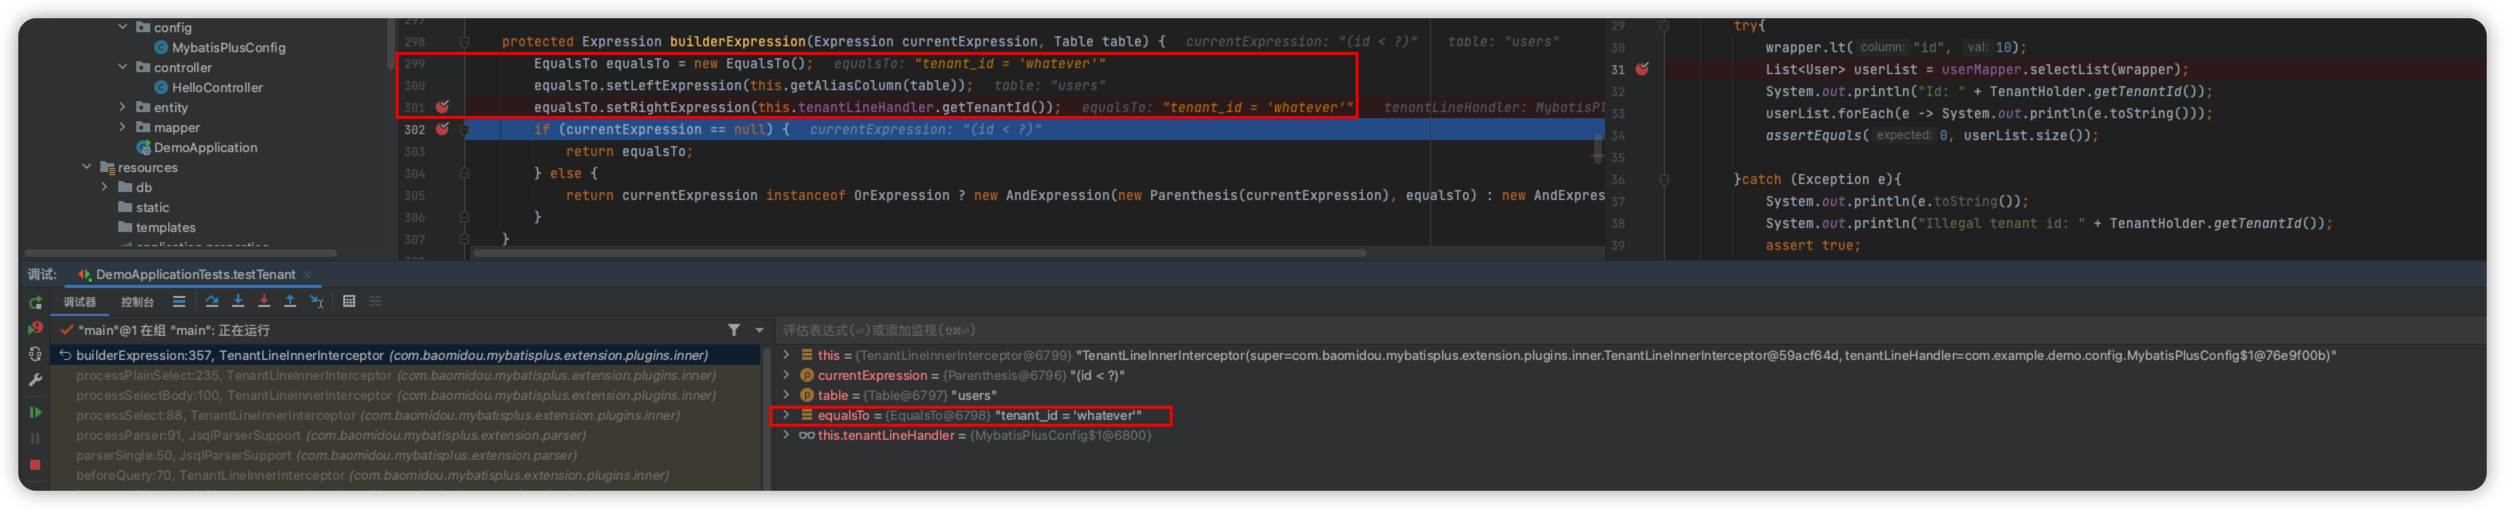 config
MybatisPlusConfig
controller
HelloController
entity
mapper
DemoApplication
resources
db
static
templates
application.properties
297
298 protected Expression builderExpression(Expression currentExpression, Table table) { currentExpression: "(id < ?)" table: "users"
299 EqualsTo equalsTo = new EqualsTo(); equalsTo: "tenant_id = 'whatever'"
300 equalsTo.setLeftExpression(this.getAliasColumn(table)); table: "users"
301 equalsTo.setRightExpression(this.tenantLineHandler.getTenantId()); equalsTo: "tenant_id = 'whatever'" tenantLineHandler: MybatisPl
302 if (currentExpression == null) { currentExpression: "(id < ?)"
303 return equalsTo;
304 } else {
305 return currentExpression instanceof OrExpression ? new AndExpression(new Parenthesis(currentExpression), equalsTo) : new AndExpres
306 }
307 }
29 try{
30 wrapper.lt( column: "id", val: 10);
31 List<User> userList = userMapper.selectList(wrapper);
32 System.out.println("Id: " + TenantHolder.getTenantId());
33 userList.forEach(e -> System.out.println(e.toString()));
34 assertEquals( expected: 0, userList.size());
35
36 }catch (Exception e){
37 System.out.println(e.toString());
38 System.out.println("Illegal tenant id: " + TenantHolder.getTenantId());
39 assert true;
调试: DemoApplicationTests.testTenant ×
调试器 控制台
"main"@1 在组 "main": 正在运行
builderExpression:357, TenantLineInnerInterceptor (com.baomidou.mybatisplus.extension.plugins.inner)
processPlainSelect:235, TenantLineInnerInterceptor (com.baomidou.mybatisplus.extension.plugins.inner)
processSelectBody:100, TenantLineInnerInterceptor (com.baomidou.mybatisplus.extension.plugins.inner)
processSelect:88, TenantLineInnerInterceptor (com.baomidou.mybatisplus.extension.plugins.inner)
processParser:91, JsqlParserSupport (com.baomidou.mybatisplus.extension.parser)
parserSingle:50, JsqlParserSupport (com.baomidou.mybatisplus.extension.parser)
beforeQuery:70, TenantLineInnerInterceptor (com.baomidou.mybatisplus.extension.plugins.inner)
评估表达式(⏎)或添加监视(⇧⌘⏎)
this = {TenantLineInnerInterceptor@6799} "TenantLineInnerInterceptor(super=com.baomidou.mybatisplus.extension.plugins.inner.TenantLineInnerInterceptor@59acf64d, tenantLineHandler=com.example.demo.config.MybatisPlusConfig$1@76e9f00b)"
currentExpression = {Parenthesis@6796} "(id < ?)"
table = {Table@6797} "users"
equalsTo = {EqualsTo@6798} "tenant_id = 'whatever'"
this.tenantLineHandler = {MybatisPlusConfig$1@6800}